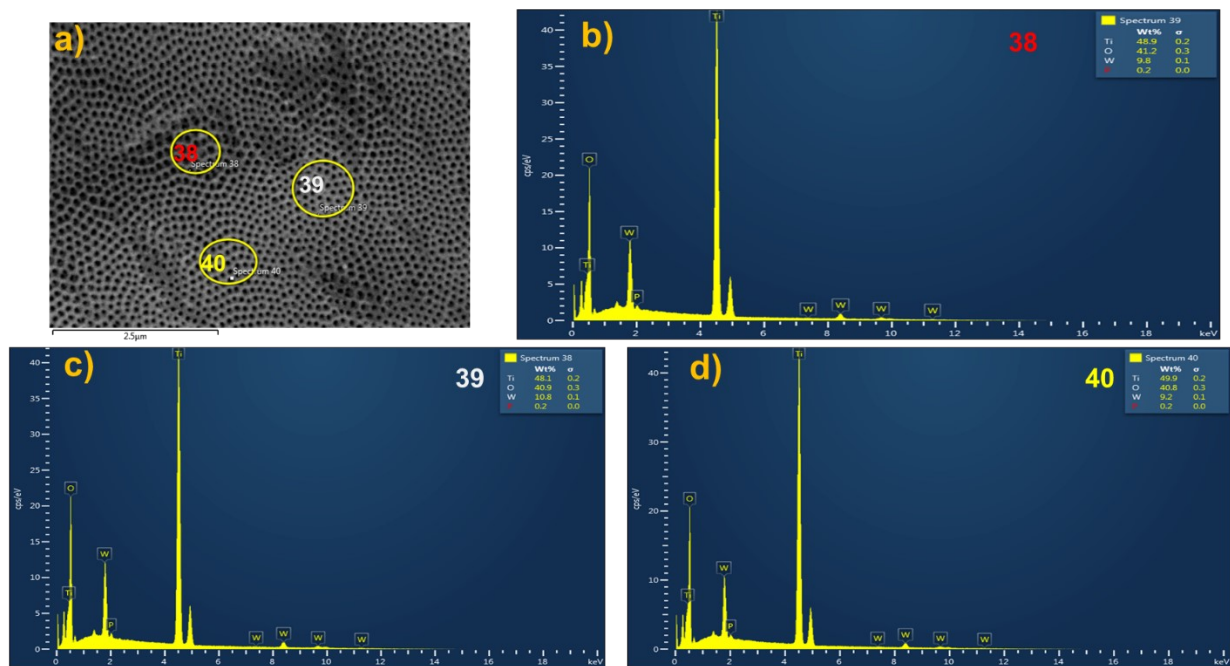 a)
38
Spectrum 38
39
Spectrum 39
40
Spectrum 40
2.5µm
b)
38
Spectrum 39
Wt% σ
Ti 48.9 0.2
O 41.2 0.3
W 9.8 0.1
P 0.2 0.0
cps/eV
40
35
30
25
20
15
10
5
0
Ti
O
W
Ti
P
W
W
W
W
0 2 4 6 8 10 12 14 16 18 keV
c)
39
Spectrum 38
Wt% σ
Ti 48.1 0.2
O 40.9 0.3
W 10.8 0.1
P 0.2 0.0
cps/eV
40
35
30
25
20
15
10
5
0
Ti
O
W
Ti
P
W
W
W
W
0 2 4 6 8 10 12 14 16 18 keV
d)
40
Spectrum 40
Wt% σ
Ti 49.9 0.2
O 40.8 0.3
W 9.2 0.1
P 0.2 0.0
cps/eV
40
35
30
25
20
15
10
5
0
Ti
O
W
Ti
P
W
W
W
W
0 2 4 6 8 10 12 14 16 18 keV